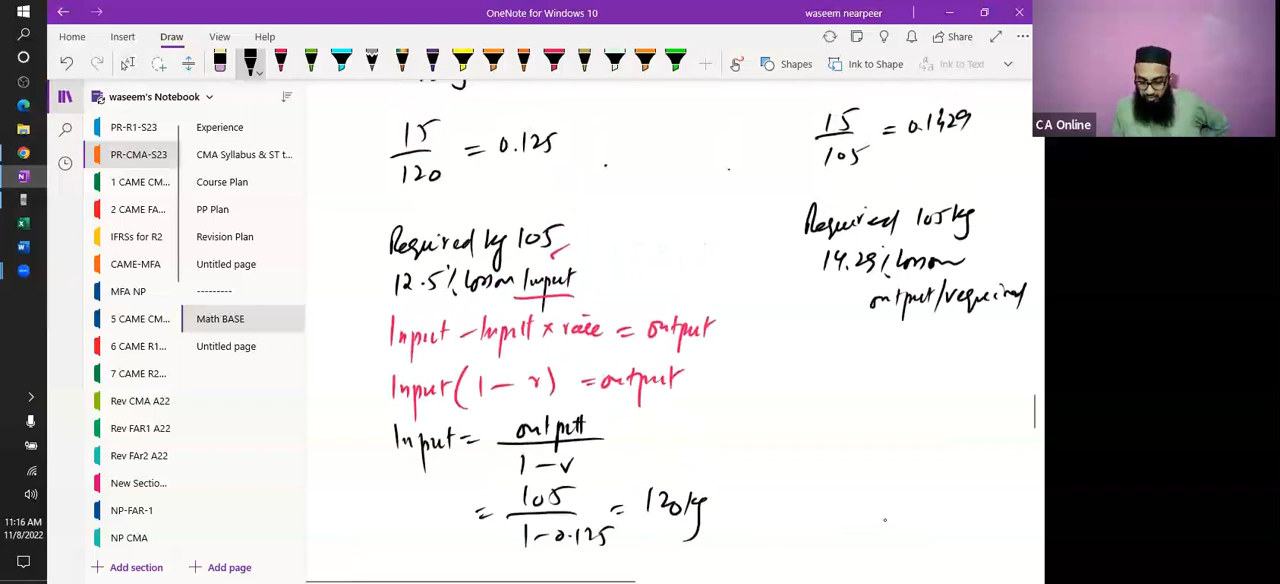 OneNote for Windows 10
waseem nearpeer
Home Insert Draw View Help
Share
Shapes
Ink to Shape
Ink to Text
waseem's Notebook
PR-R1-S23
PR-CMA-S23
1 CAME CM...
2 CAME FA...
IFRSs for R2
CAME-MFA
MFA NP
5 CAME CM...
6 CAME R1...
7 CAME R2...
Rev CMA A22
Rev FAR1 A22
Rev FAr2 A22
New Sectio...
NP-FAR-1
NP CMA
Add section
Experience
CMA Syllabus & ST t...
Course Plan
PP Plan
Revision Plan
Untitled page
---------
Math BASE
Untitled page
Add page
15/120 = 0.125
Required kg 105
12.5% loss on input
Input - Input × rate = output
Input (1 - r) = output
Input = output/1 - r
= 105/1 - 0.125 = 120 kg
15/105 = 0.1429
Required 105 kg
14.29% loss on
output/required
CA Online
11:16 AM
11/8/2022